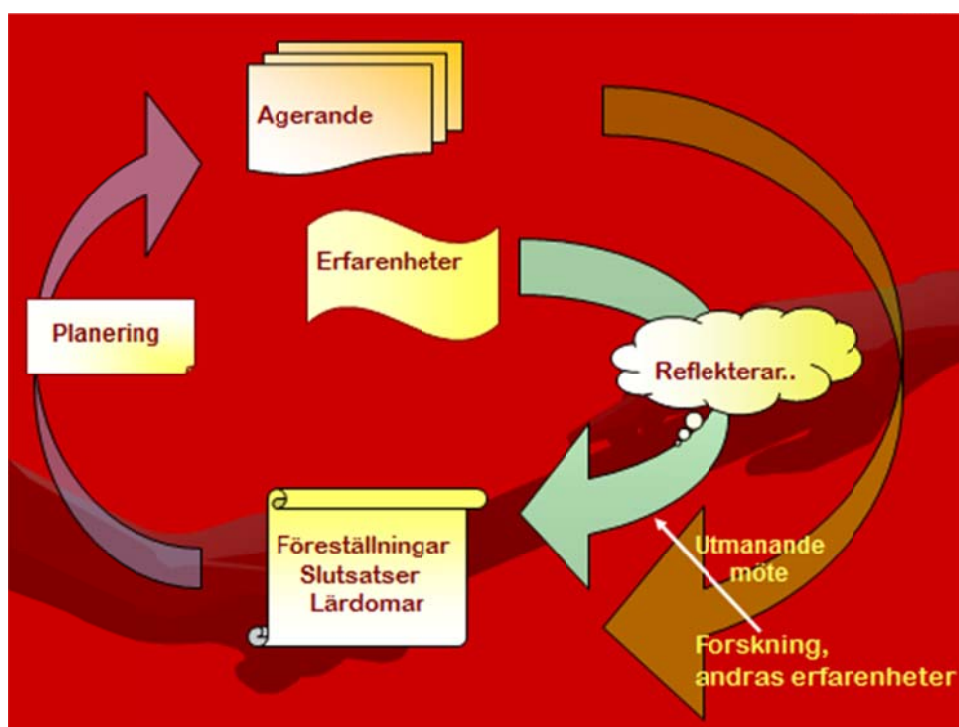 Agerande
Erfarenheter
Planering
Reflekterar..
Föreställningar
Slutsatser
Lärdomar
Utmanande
möte
Forskning,
andras erfarenheter